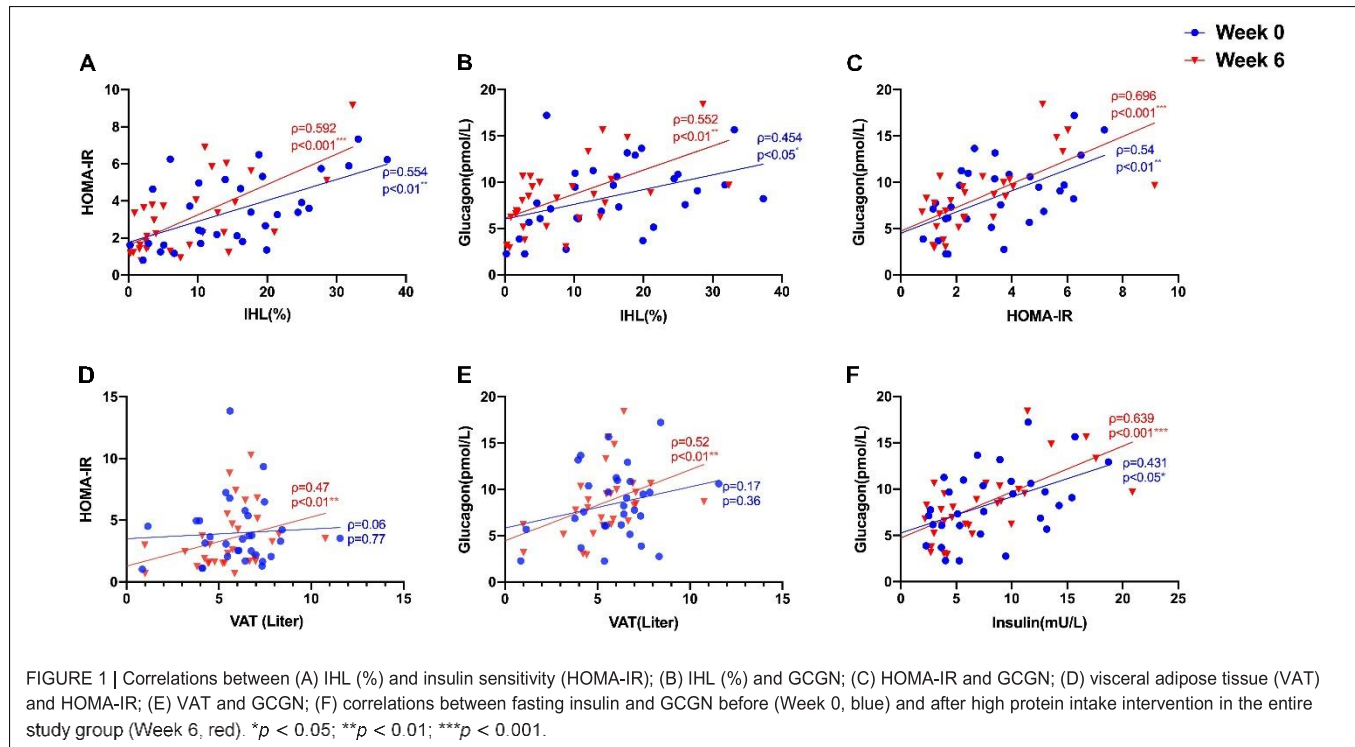 Week 0
Week 6
A
HOMA-IR
10
8
6
4
2
0
0 10 20 30 40
IHL(%)
ρ=0.592
p<0.001***
ρ=0.554
p<0.01**
B
Glucagon(pmol/L)
20
15
10
5
0
0 10 20 30 40
IHL(%)
ρ=0.552
p<0.01**
ρ=0.454
p<0.05*
C
Glucagon(pmol/L)
20
15
10
5
0
0 2 4 6 8 10
HOMA-IR
ρ=0.696
p<0.001***
ρ=0.54
p<0.01**
D
HOMA-IR
15
10
5
0
0 5 10 15
VAT (Liter)
ρ=0.47
p<0.01**
ρ=0.06
p=0.77
E
Glucagon(pmol/L)
20
15
10
5
0
0 5 10 15
VAT(Liter)
ρ=0.52
p<0.01**
ρ=0.17
p=0.36
F
Glucagon(pmol/L)
20
15
10
5
0
0 5 10 15 20 25
Insulin(mU/L)
ρ=0.639
p<0.001***
ρ=0.431
p<0.05*
FIGURE 1 | Correlations between (A) IHL (%) and insulin sensitivity (HOMA-IR); (B) IHL (%) and GCGN; (C) HOMA-IR and GCGN; (D) visceral adipose tissue (VAT)
and HOMA-IR; (E) VAT and GCGN; (F) correlations between fasting insulin and GCGN before (Week 0, blue) and after high protein intake intervention in the entire
study group (Week 6, red). *p < 0.05; **p < 0.01; ***p < 0.001.